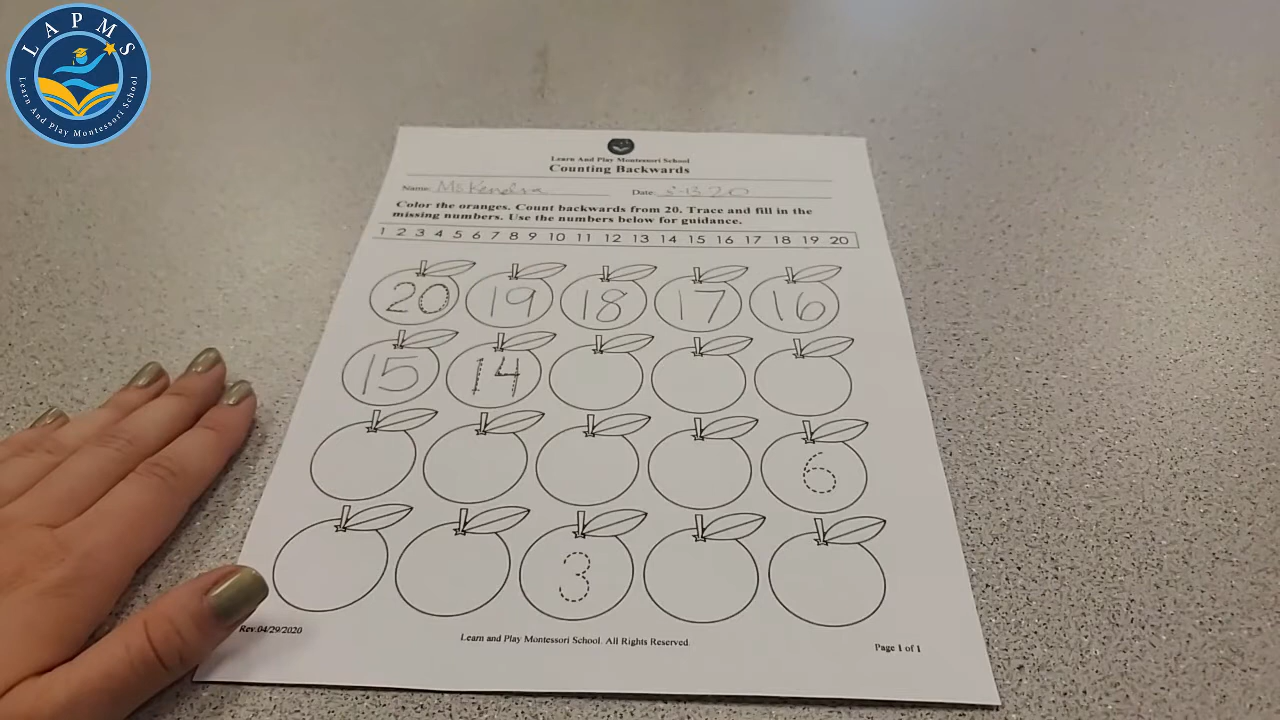 LAPMS
Learn And Play Montessori School
Learn And Play Montessori School
Counting Backwards
Name: Ms Kendra Date: 5-13-20
Color the oranges. Count backwards from 20. Trace and fill in the
missing numbers. Use the numbers below for guidance.
1 2 3 4 5 6 7 8 9 10 11 12 13 14 15 16 17 18 19 20
20 19 18 17 16
15 14
6
3
Rev.04/29/2020 Learn and Play Montessori School. All Rights Reserved. Page 1 of 1